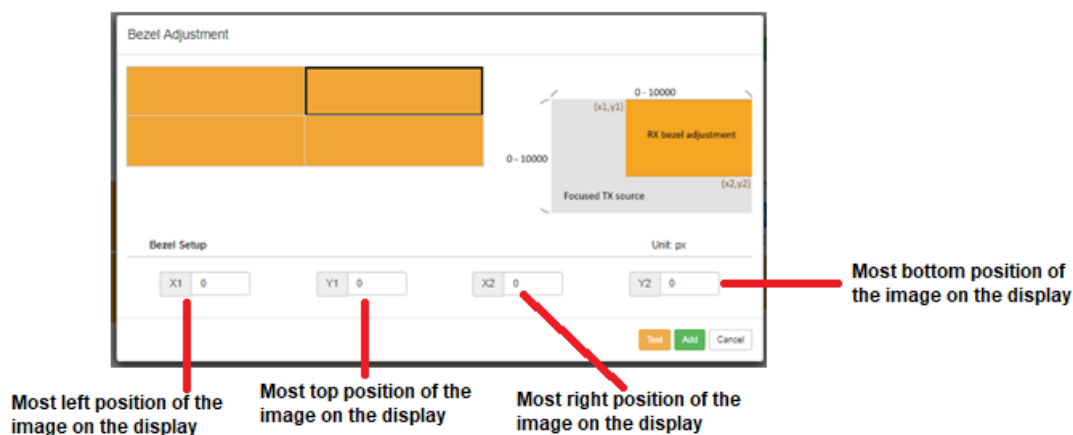 Bezel Adjustment
0 - 10000
(x1,y1)
RX bezel adjustment
0 - 10000
(x2,y2)
Focused TX source
Bezel Setup
Unit: px
X1 0
Y1 0
X2 0
Y2 0
Most bottom position of
the image on the display
Test Add Cancel
Most left position of the
image on the display
Most top position of the
image on the display
Most right position of the
image on the display